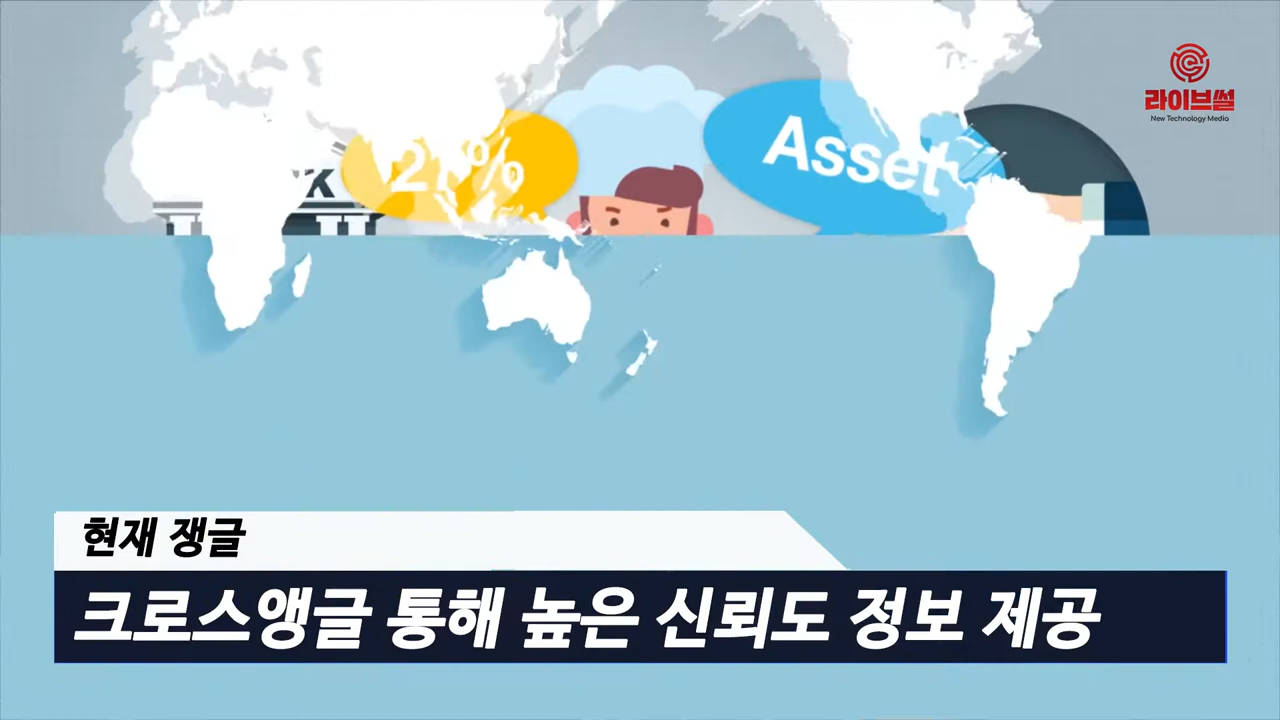 라이브썰
New Technology Media
Asset
현재 쟁글
크로스앵글 통해 높은 신뢰도 정보 제공